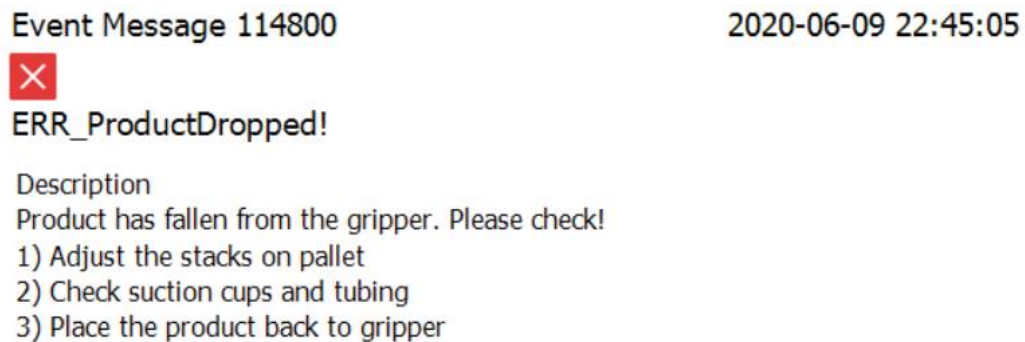 Event Message 114800 2020-06-09 22:45:05
ERR_ProductDropped!
Description
Product has fallen from the gripper. Please check!
1) Adjust the stacks on pallet
2) Check suction cups and tubing
3) Place the product back to gripper